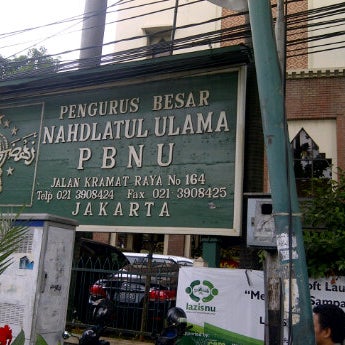 PENGURUS BESAR
NAHDLATUL ULAMA
PBNU
JALAN KRAMAT RAYA No 164
Telp 021 3908424 Fax 021 3908425
JAKARTA
lazisnu